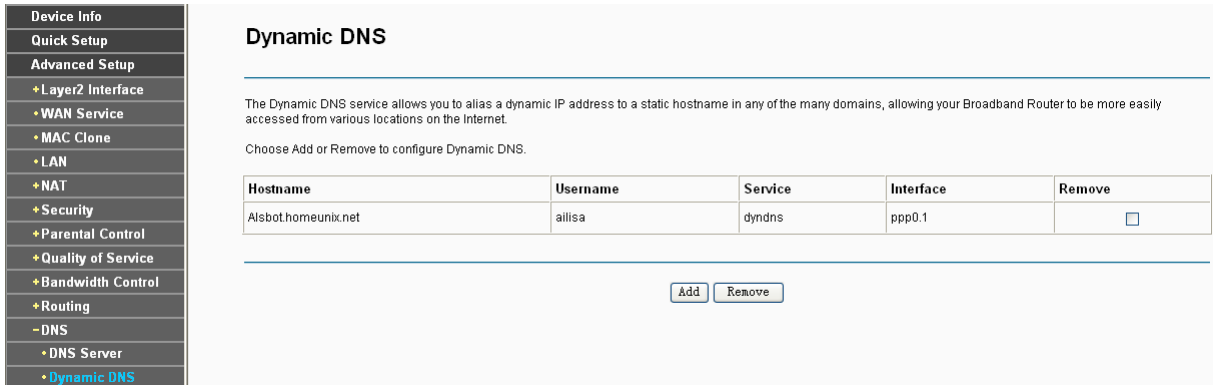 Device Info
Quick Setup
Advanced Setup
+Layer2 Interface
•WAN Service
•MAC Clone
•LAN
+NAT
+Security
+Parental Control
+Quality of Service
+Bandwidth Control
+Routing
−DNS
•DNS Server
•Dynamic DNS
Dynamic DNS
The Dynamic DNS service allows you to alias a dynamic IP address to a static hostname in any of the many domains, allowing your Broadband Router to be more easily
accessed from various locations on the Internet.
Choose Add or Remove to configure Dynamic DNS.
Hostname Username Service Interface Remove
Alsbot.homeunix.net ailisa dyndns ppp0.1
Add Remove